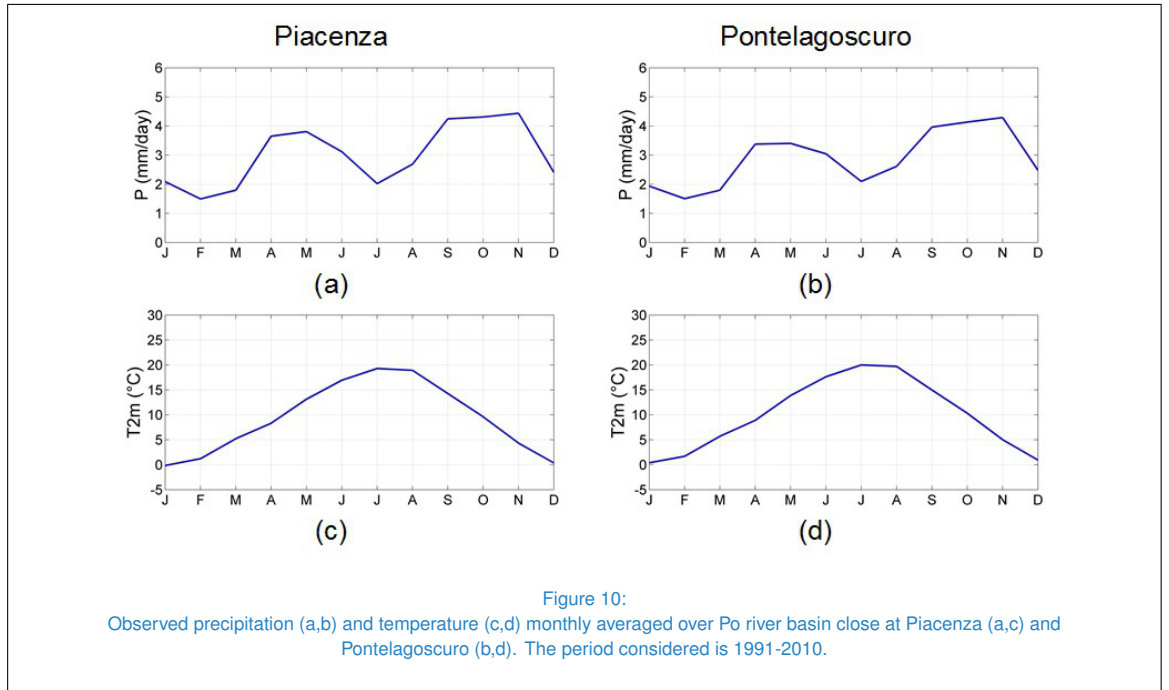 Piacenza
Pontelagoscuro
P (mm/day)
6
5
4
3
2
1
0
J F M A M J J A S O N D
(a)
P (mm/day)
6
5
4
3
2
1
0
J F M A M J J A S O N D
(b)
T2m (°C)
30
25
20
15
10
5
0
-5
J F M A M J J A S O N D
(c)
T2m (°C)
30
25
20
15
10
5
0
-5
J F M A M J J A S O N D
(d)
Figure 10:
Observed precipitation (a,b) and temperature (c,d) monthly averaged over Po river basin close at Piacenza (a,c) and
Pontelagoscuro (b,d). The period considered is 1991-2010.